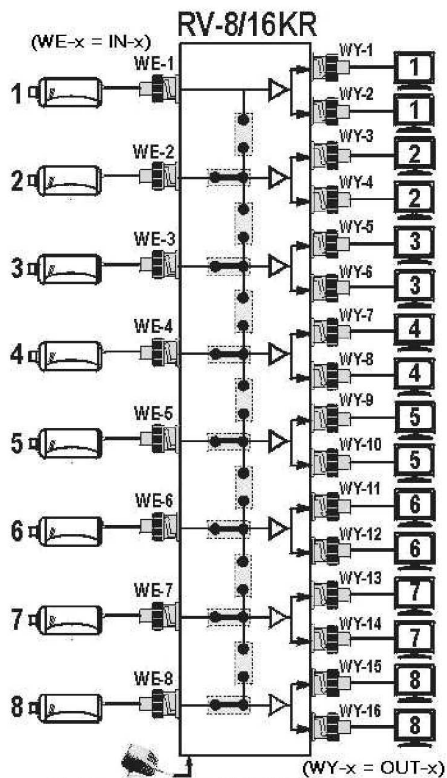 RV-8/16KR
(WE-x = IN-x)
WE-1
WY-1
1
1
WY-2
1
WE-2
WY-3
2
2
WY-4
2
WE-3
WY-5
3
3
WY-6
3
WE-4
WY-7
4
4
WY-8
4
WE-5
WY-9
5
5
WY-10
5
WE-6
WY-11
6
6
WY-12
6
WE-7
WY-13
7
7
WY-14
7
WE-8
WY-15
8
8
WY-16
8
(WY-x = OUT-x)